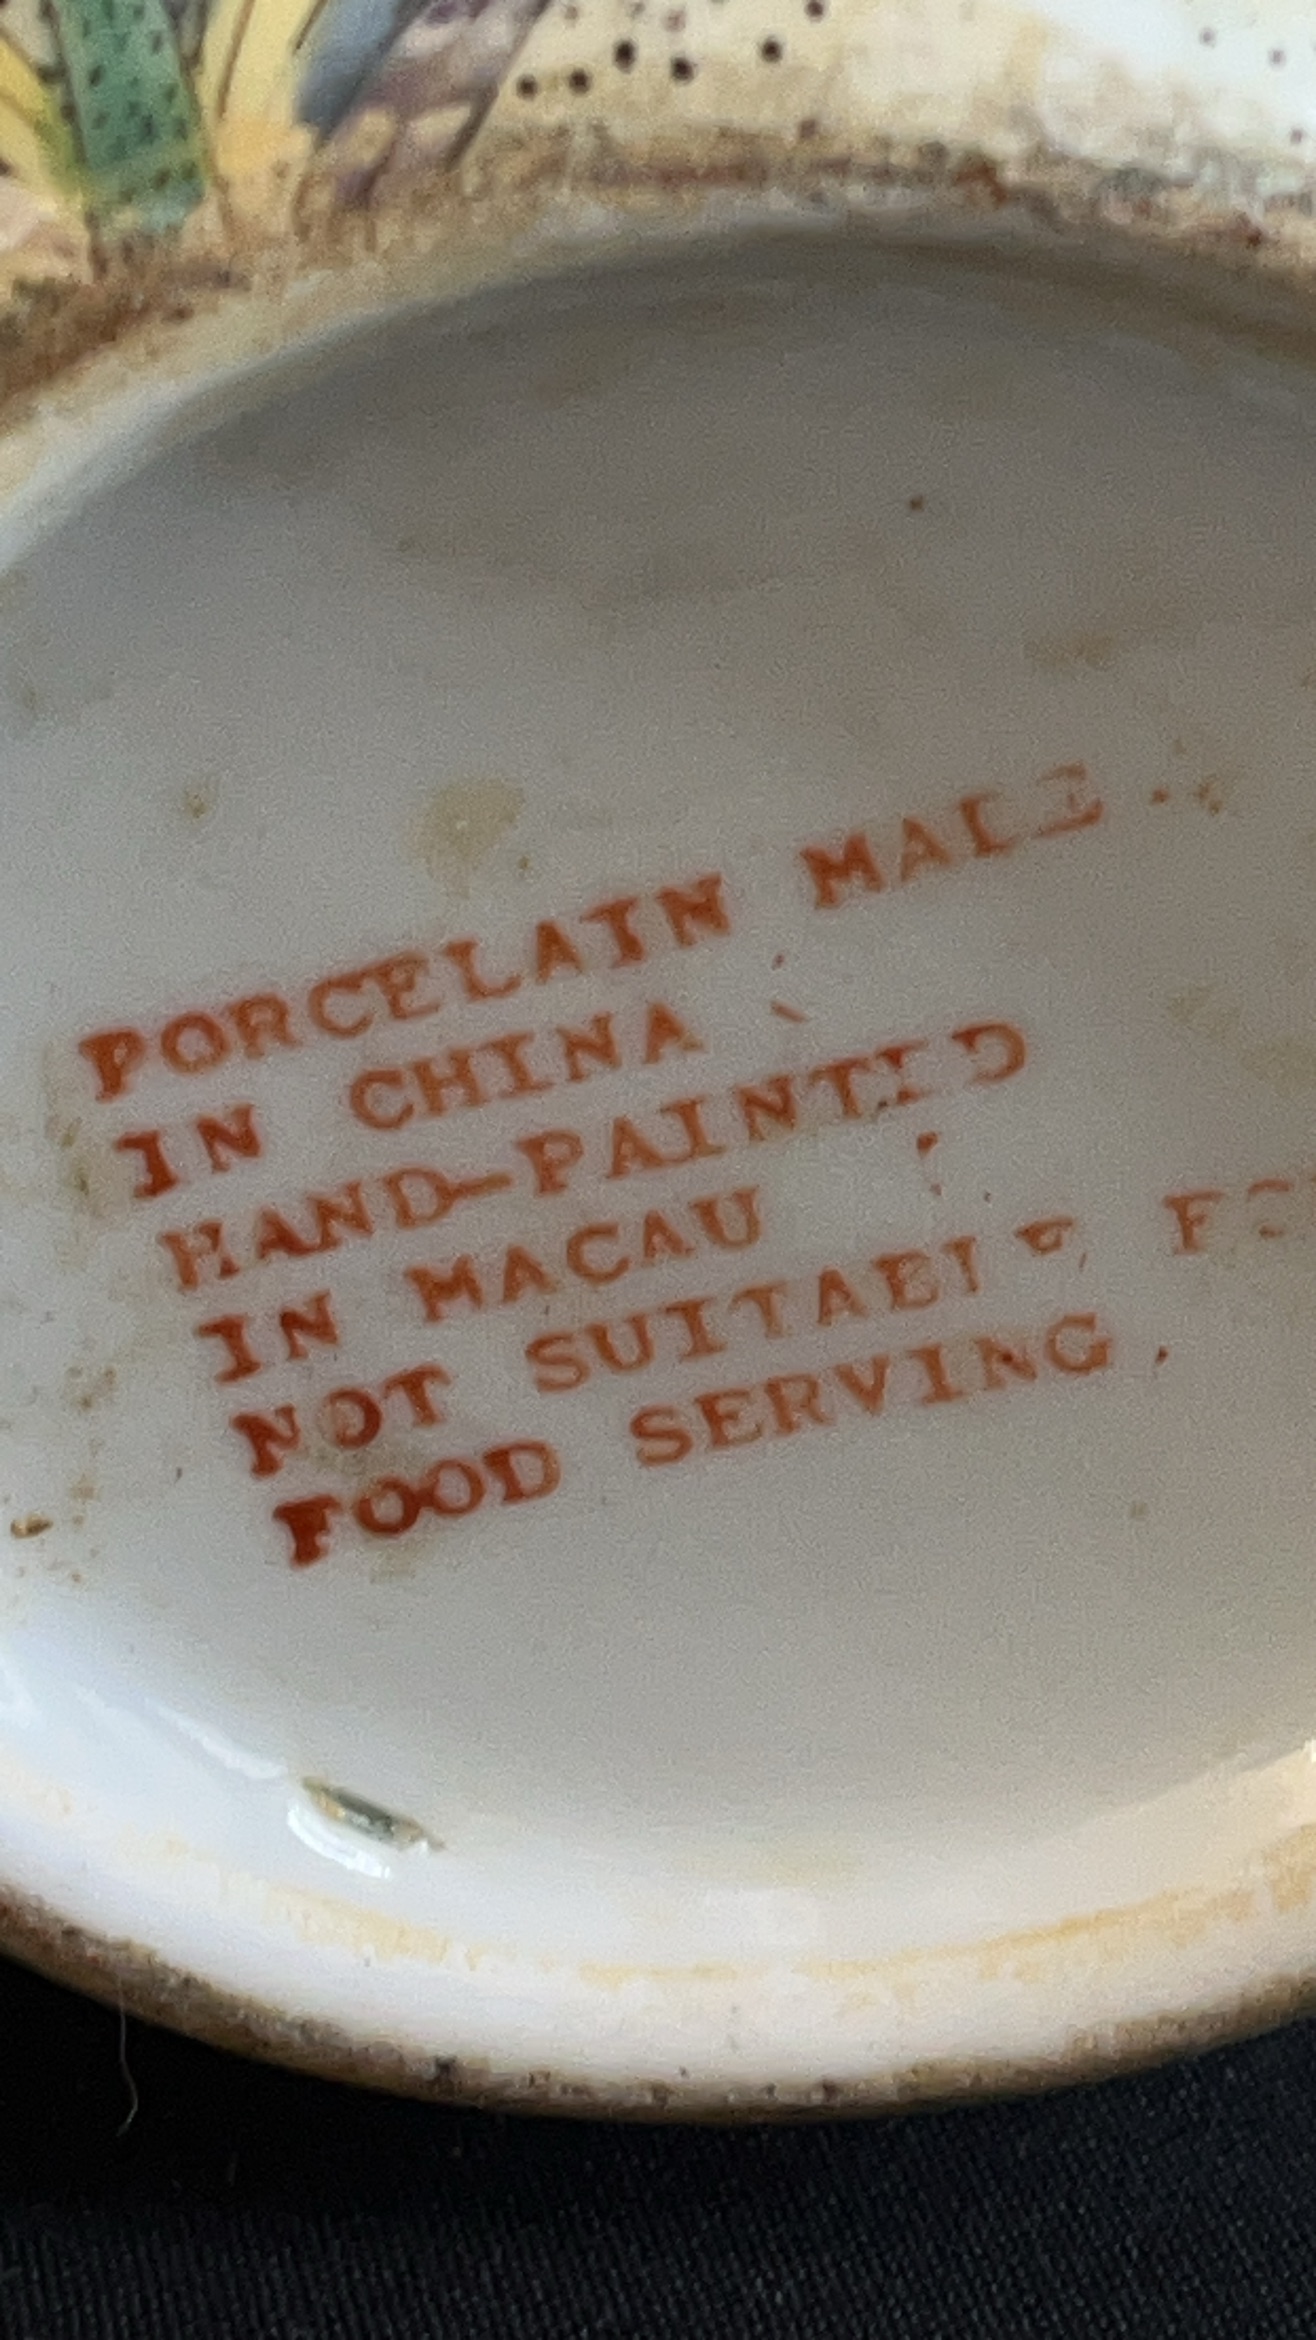 PORCELAIN MADE
IN CHINA
HAND-PAINTED
IN MACAU
NOT SUITABLE FOR
FOOD SERVING